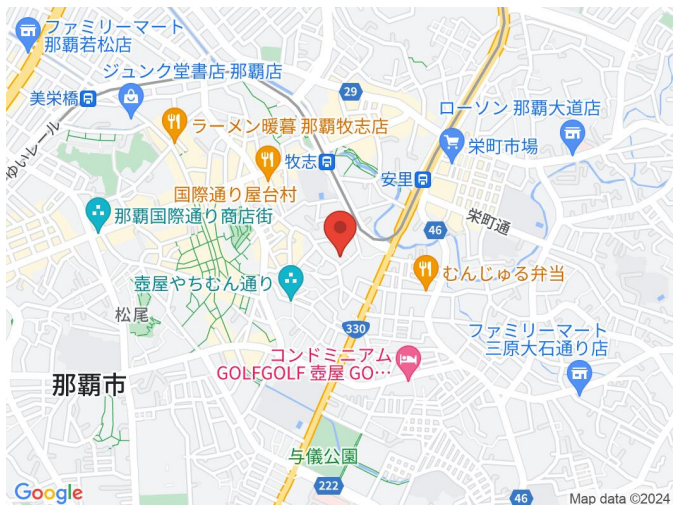 ファミリーマート
那覇若松店
ジュンク堂書店-那覇店
美栄橋
29
ローソン 那覇大道店
ラーメン暖暮 那覇牧志店
栄町市場
ゆいレール
牧志
安里
国際通り屋台村
那覇国際通り商店街
栄町通
46
壺屋やちむん通り
むんじゅる弁当
松尾
330
ファミリーマート
三原大石通り店
コンドミニアム
GOLFGOLF 壺屋 GO…
那覇市
与儀公園
222
46
Google
Map data ©2024